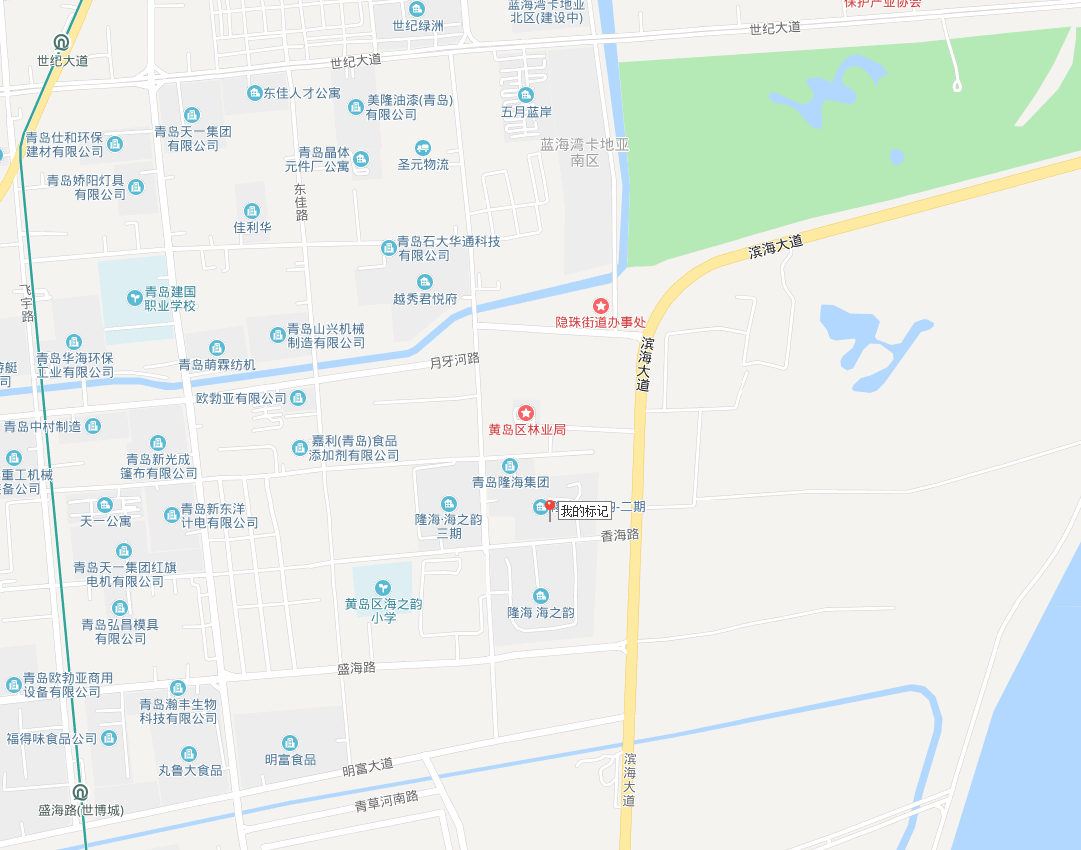 保护产业协会
蓝海湾卡地亚
北区(建设中)
世纪绿洲
世纪大道
世纪大道
世纪大道
东佳人才公寓
美隆油漆(青岛)
有限公司
五月蓝岸
青岛天一集团
有限公司
青岛仕和环保
建材有限公司
蓝海湾卡地亚
南区
青岛晶体
元件厂公寓
圣元物流
青岛娇阳灯具
有限公司
东佳路
佳利华
青岛石大华通科技
有限公司
滨海大道
越秀君悦府
青岛建国
职业学校
飞宇路
隐珠街道办事处
青岛山兴机械
制造有限公司
滨海大道
青岛萌霖纺机
青岛华海环保
工业有限公司
游艇
司
月牙河路
欧勃亚有限公司
青岛中村制造
黄岛区林业局
嘉利(青岛)食品
添加剂有限公司
青岛新光成
篷布有限公司
重工机械
备公司
青岛隆海集团
天一公寓
青岛新东洋
计电有限公司
隆海·海之韵
三期
我的标记
韵-二期
香海路
青岛天一集团红旗
电机有限公司
黄岛区海之韵
小学
隆海 海之韵
青岛弘昌模具
有限公司
盛海路
青岛欧勃亚商用
设备有限公司
青岛瀚丰生物
科技有限公司
福得味食品公司
丸鲁大食品
明富食品
明富大道
滨海大道
青草河南路
盛海路(世博城)